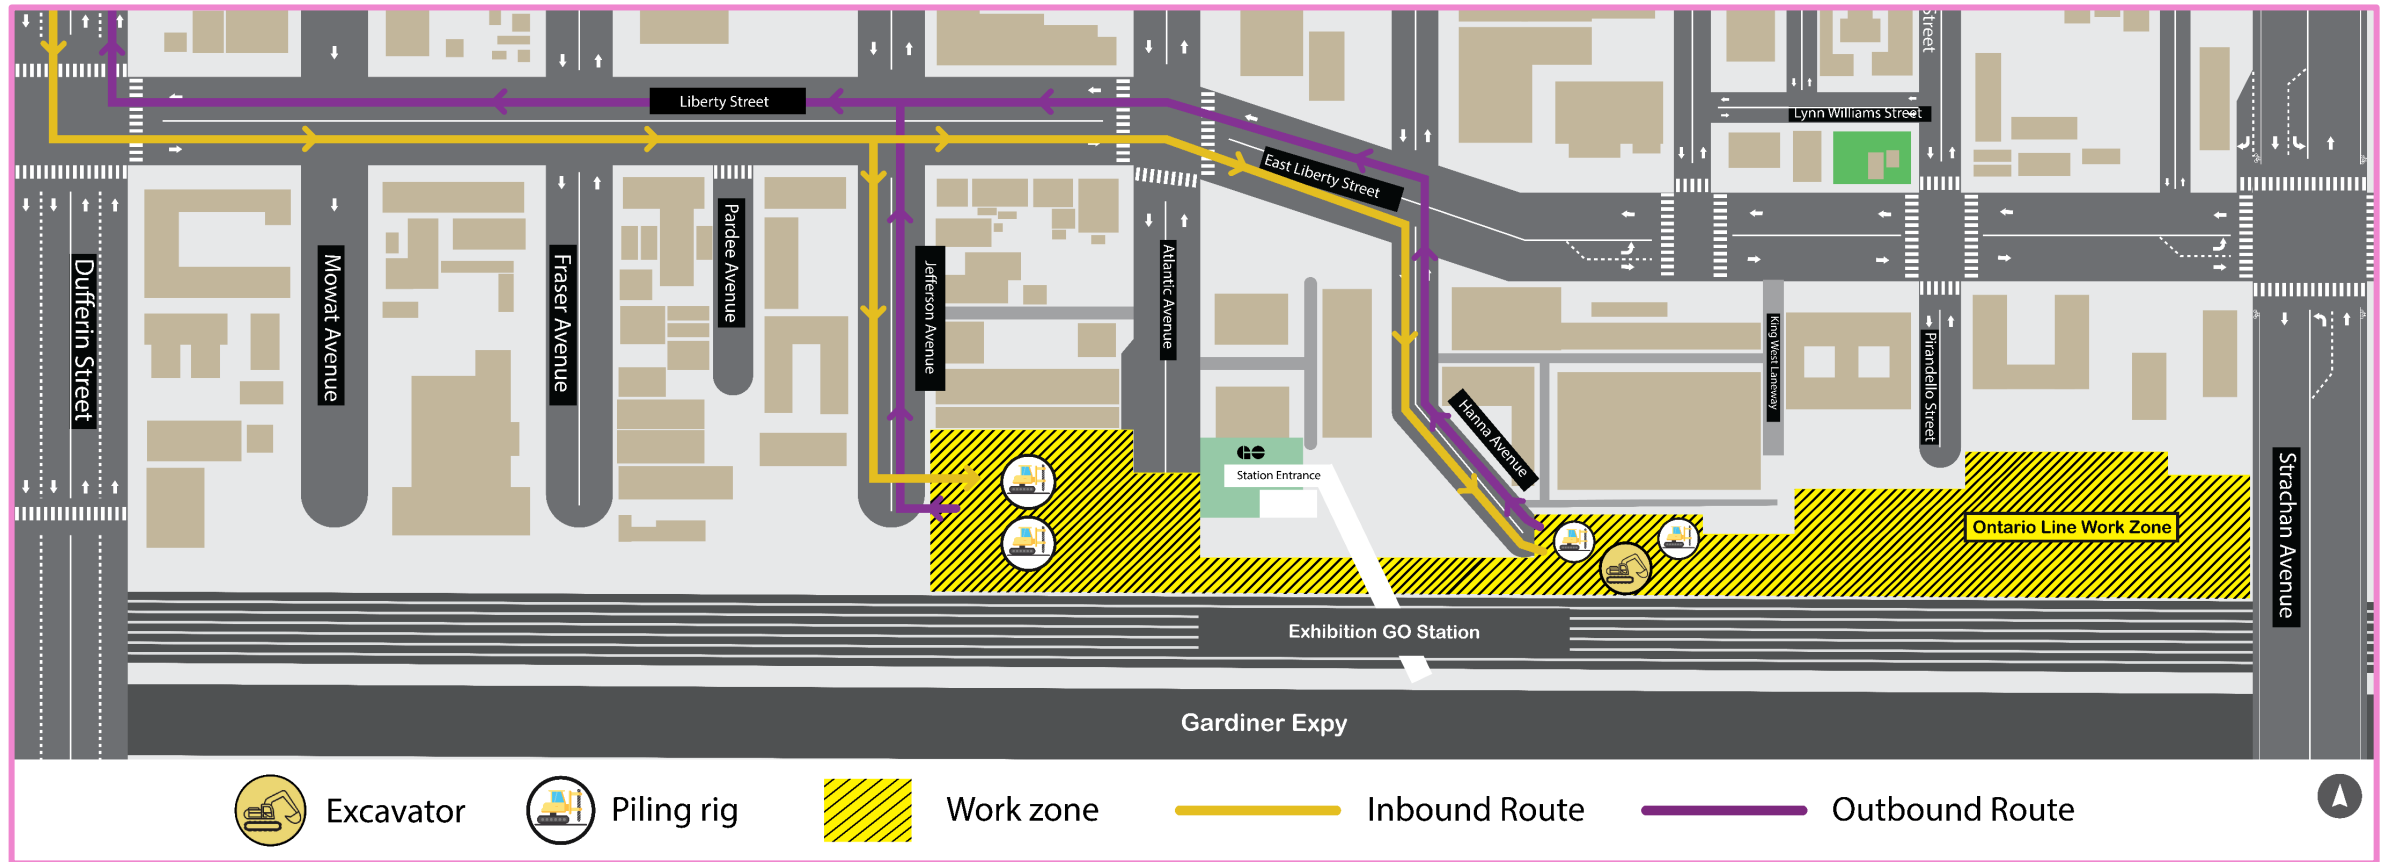 Street
Liberty Street
Lynn Williams Street
East Liberty Street
Dufferin Street
Mowat Avenue
Fraser Avenue
Pardee Avenue
Jefferson Avenue
Atlantic Avenue
King West Laneway
Pirandello Street
Hanna Avenue
GO
Station Entrance
Strachan Avenue
Ontario Line Work Zone
Exhibition GO Station
Gardiner Expy
Excavator
Piling rig
Work zone
Inbound Route
Outbound Route